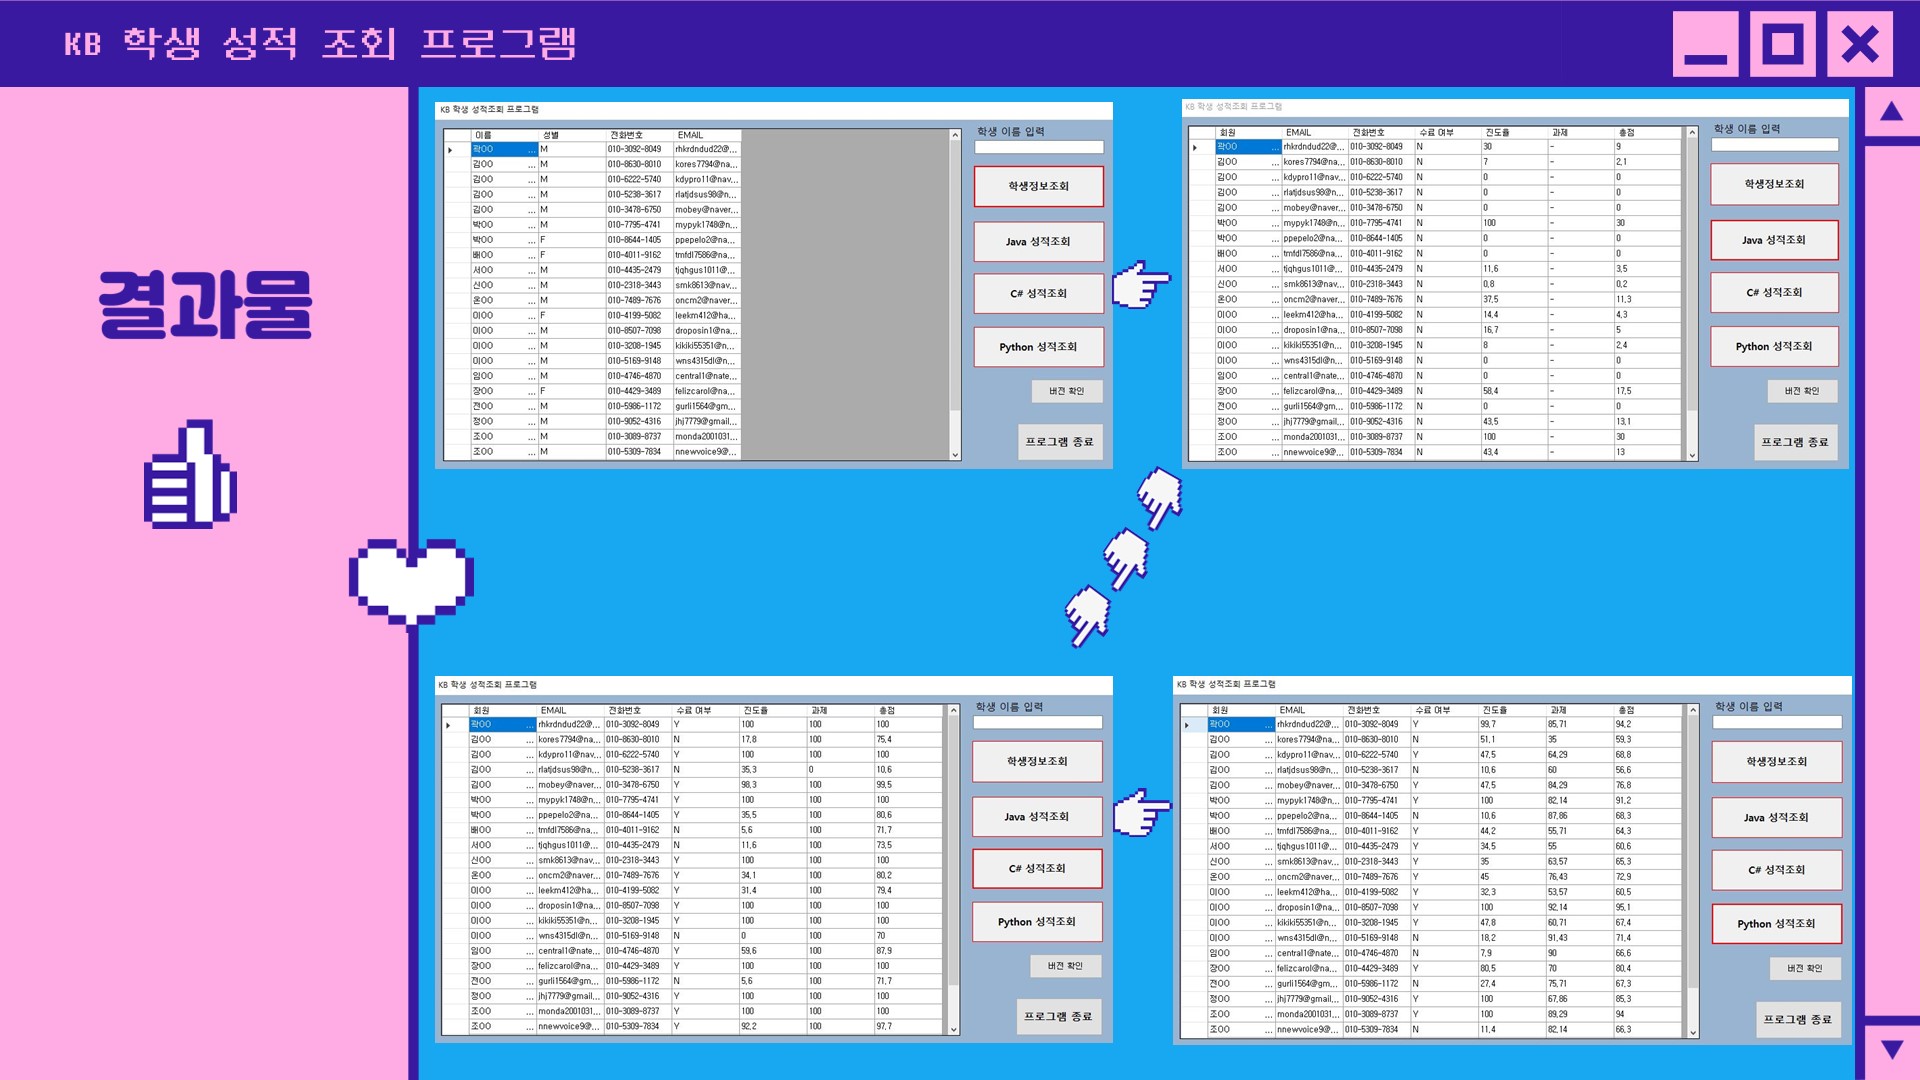 KB 학생 성적 조회 프로그램
결과물
KB 학생 성적조회 프로그램
이름 성별 전화번호 EMAIL
곽OO ... M 010-3092-8049 rhkrdndud22@...
김OO ... M 010-8630-8010 kores7794@na...
김OO ... M 010-6222-5740 kdypro11@nav...
김OO ... M 010-5238-3617 rlatjdsus98@n...
김OO ... M 010-3478-6750 mobey@naver...
박OO ... M 010-7795-4741 mypyk1748@n...
박OO ... F 010-8644-1405 ppepelo2@na...
배OO ... F 010-4011-9162 tmfdl7586@na...
서OO ... M 010-4435-2479 tjqhgus1011@...
신OO ... M 010-2318-3443 smk8613@nav...
온OO ... M 010-7489-7676 oncm2@naver...
이OO ... F 010-4199-5082 leekm412@ha...
이OO ... M 010-8507-7098 droposin1@na...
이OO ... M 010-3208-1945 kikiki55351@n...
이OO ... M 010-5169-9148 wns4315dl@n...
임OO ... M 010-4746-4870 central1@nate...
장OO ... F 010-4429-3489 felizcarol@na...
전OO ... M 010-5986-1172 gurli1564@gm...
정OO ... M 010-9052-4316 jhj7779@gmail...
조OO ... M 010-3089-8737 monda2001031...
조OO ... M 010-5309-7834 nnewvoice9@...
학생 이름 입력
학생정보조회
Java 성적조회
C# 성적조회
Python 성적조회
버전 확인
프로그램 종료
KB 학생 성적조회 프로그램
회원 EMAIL 전화번호 수료 여부 진도율 과제 총점
곽OO ... rhkrdndud22@... 010-3092-8049 N 30 - 9
김OO ... kores7794@na... 010-8630-8010 N 7 - 2,1
김OO ... kdypro11@nav... 010-6222-5740 N 0 - 0
김OO ... rlatjdsus98@n... 010-5238-3617 N 0 - 0
김OO ... mobey@naver... 010-3478-6750 N 0 - 0
박OO ... mypyk1748@n... 010-7795-4741 N 100 - 30
박OO ... ppepelo2@na... 010-8644-1405 N 0 - 0
배OO ... tmfdl7586@na... 010-4011-9162 N 0 - 0
서OO ... tjqhgus1011@... 010-4435-2479 N 11,6 - 3,5
신OO ... smk8613@nav... 010-2318-3443 N 0,8 - 0,2
온OO ... oncm2@naver... 010-7489-7676 N 37,5 - 11,3
이OO ... leekm412@ha... 010-4199-5082 N 14,4 - 4,3
이OO ... droposin1@na... 010-8507-7098 N 16,7 - 5
이OO ... kikiki55351@n... 010-3208-1945 N 8 - 2,4
이OO ... wns4315dl@n... 010-5169-9148 N 0 - 0
임OO ... central1@nate... 010-4746-4870 N 0 - 0
장OO ... felizcarol@na... 010-4429-3489 N 58,4 - 17,5
전OO ... gurli1564@gm... 010-5986-1172 N 0 - 0
정OO ... jhj7779@gmail... 010-9052-4316 N 43,5 - 13,1
조OO ... monda2001031... 010-3089-8737 N 100 - 30
조OO ... nnewvoice9@... 010-5309-7834 N 43,4 - 13
학생 이름 입력
학생정보조회
Java 성적조회
C# 성적조회
Python 성적조회
버전 확인
프로그램 종료
KB 학생 성적조회 프로그램
회원 EMAIL 전화번호 수료 여부 진도율 과제 총점
곽OO ... rhkrdndud22@... 010-3092-8049 Y 100 100 100
김OO ... kores7794@na... 010-8630-8010 N 17,8 100 75,4
김OO ... kdypro11@nav... 010-6222-5740 Y 100 100 100
김OO ... rlatjdsus98@n... 010-5238-3617 N 35,3 0 10,6
김OO ... mobey@naver... 010-3478-6750 Y 98,3 100 99,5
박OO ... mypyk1748@n... 010-7795-4741 Y 100 100 100
박OO ... ppepelo2@na... 010-8644-1405 Y 35,5 100 80,6
배OO ... tmfdl7586@na... 010-4011-9162 N 5,6 100 71,7
서OO ... tjqhgus1011@... 010-4435-2479 N 11,6 100 73,5
신OO ... smk8613@nav... 010-2318-3443 Y 100 100 100
온OO ... oncm2@naver... 010-7489-7676 Y 34,1 100 80,2
이OO ... leekm412@ha... 010-4199-5082 Y 31,4 100 79,4
이OO ... droposin1@na... 010-8507-7098 Y 100 100 100
이OO ... kikiki55351@n... 010-3208-1945 Y 100 100 100
이OO ... wns4315dl@n... 010-5169-9148 N 0 100 70
임OO ... central1@nate... 010-4746-4870 Y 59,6 100 87,9
장OO ... felizcarol@na... 010-4429-3489 Y 100 100 100
전OO ... gurli1564@gm... 010-5986-1172 N 5,6 100 71,7
정OO ... jhj7779@gmail... 010-9052-4316 Y 100 100 100
조OO ... monda2001031... 010-3089-8737 Y 100 100 100
조OO ... nnewvoice9@... 010-5309-7834 Y 92,2 100 97,7
학생 이름 입력
학생정보조회
Java 성적조회
C# 성적조회
Python 성적조회
버전 확인
프로그램 종료
KB 학생 성적조회 프로그램
회원 EMAIL 전화번호 수료 여부 진도율 과제 총점
곽OO ... rhkrdndud22@... 010-3092-8049 Y 99,7 85,71 94,2
김OO ... kores7794@na... 010-8630-8010 N 51,1 35 59,3
김OO ... kdypro11@nav... 010-6222-5740 Y 47,5 64,29 68,8
김OO ... rlatjdsus98@n... 010-5238-3617 N 10,6 60 56,6
김OO ... mobey@naver... 010-3478-6750 Y 47,5 84,29 76,8
박OO ... mypyk1748@n... 010-7795-4741 Y 100 82,14 91,2
박OO ... ppepelo2@na... 010-8644-1405 N 10,6 87,86 68,3
배OO ... tmfdl7586@na... 010-4011-9162 Y 44,2 55,71 64,3
서OO ... tjqhgus1011@... 010-4435-2479 Y 34,5 55 60,6
신OO ... smk8613@nav... 010-2318-3443 Y 35 63,57 65,3
온OO ... oncm2@naver... 010-7489-7676 Y 45 76,43 72,9
이OO ... leekm412@ha... 010-4199-5082 Y 32,3 53,57 60,5
이OO ... droposin1@na... 010-8507-7098 Y 100 92,14 95,1
이OO ... kikiki55351@n... 010-3208-1945 Y 47,8 60,71 67,4
이OO ... wns4315dl@n... 010-5169-9148 N 18,2 91,43 71,4
임OO ... central1@nate... 010-4746-4870 N 7,9 90 66,6
장OO ... felizcarol@na... 010-4429-3489 Y 80,5 70 80,4
전OO ... gurli1564@gm... 010-5986-1172 N 27,4 75,71 67,3
정OO ... jhj7779@gmail... 010-9052-4316 Y 100 67,86 85,3
조OO ... monda2001031... 010-3089-8737 Y 100 89,29 94
조OO ... nnewvoice9@... 010-5309-7834 N 11,4 82,14 66,3
학생 이름 입력
학생정보조회
Java 성적조회
C# 성적조회
Python 성적조회
버전 확인
프로그램 종료